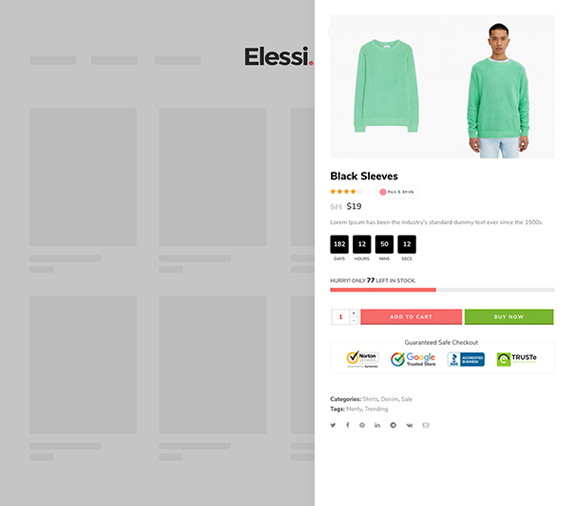 Elessi.
Black Sleeves
$21 $19
Lorem Ipsum has been the industry's standard dummy text ever since the 1500s.
182 12 50 12
DAYS HOURS MINS SECS
HURRY! ONLY 77 LEFT IN STOCK.
1 + -
ADD TO CART BUY NOW
Guaranteed Safe Checkout
Norton SECURED
powered by Symantec
Google
Trusted Store
BBB ACCREDITED BUSINESS
TRUSTe
Categories: Shirts, Denim, Sale
Tags: Menly, Trending